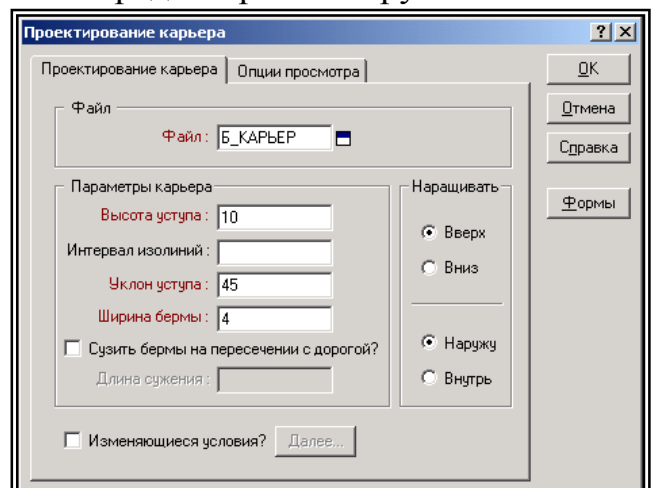 Проектирование карьера
Проектирование карьера Опции просмотра
OK
Отмена
Справка
Формы
Файл
Файл: Б_КАРЬЕР
Параметры карьера
Высота уступа: 10
Интервал изолиний:
Уклон уступа: 45
Ширина бермы: 4
Сузить бермы на пересечении с дорогой?
Длина сужения:
Наращивать
Вверх
Вниз
Наружу
Внутрь
Изменяющиеся условия? Далее...